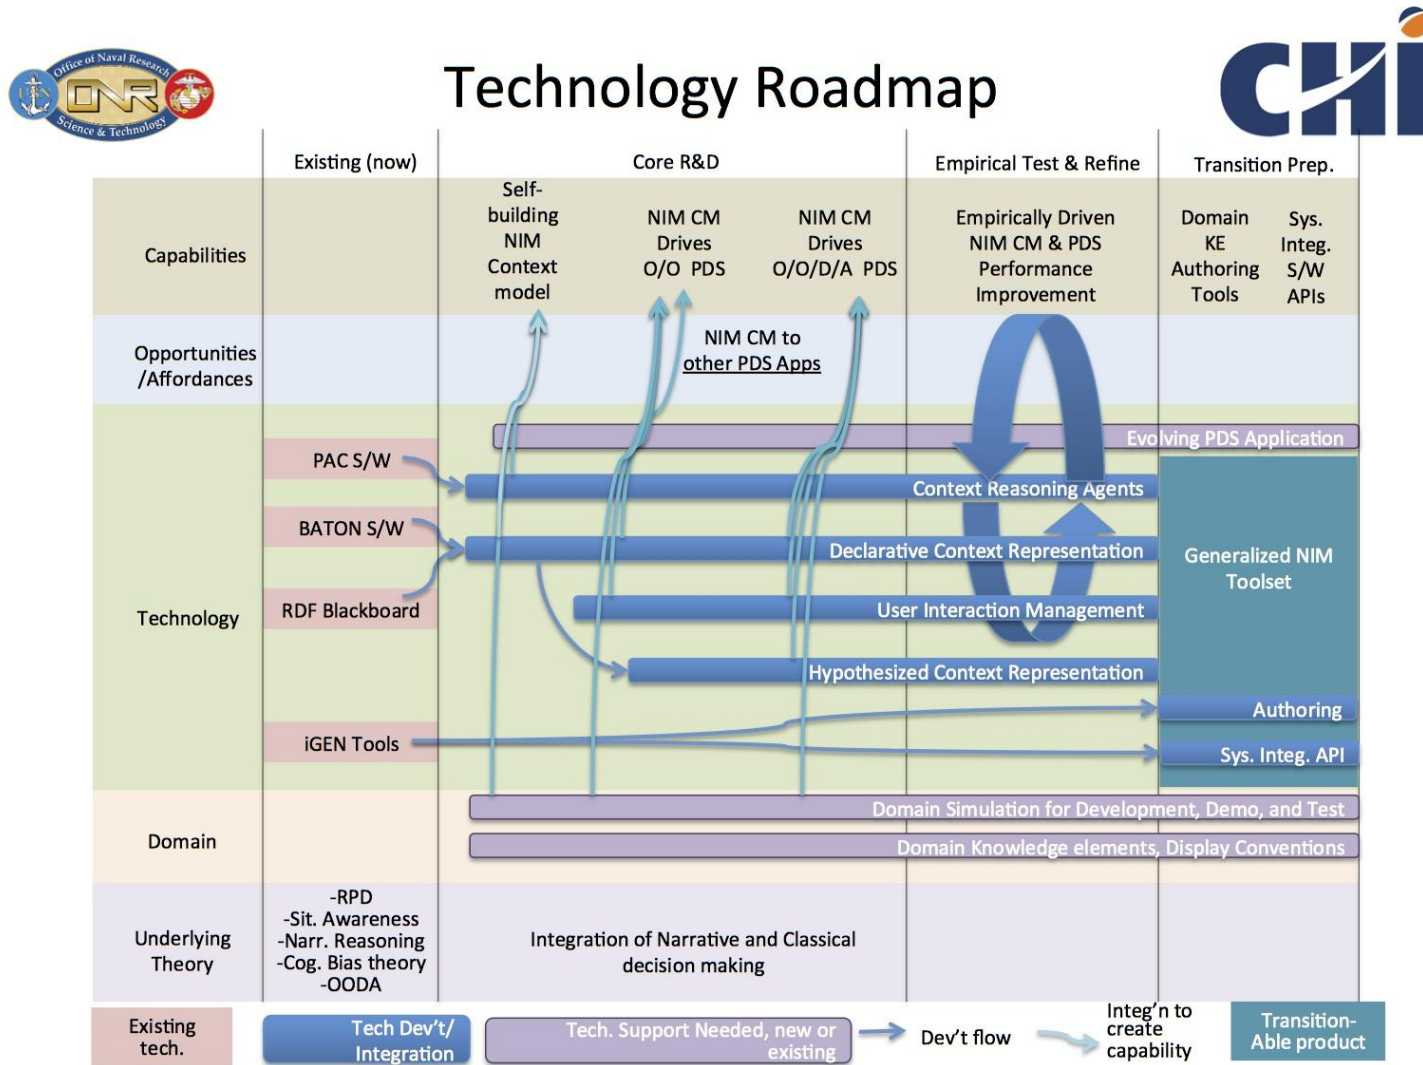 Office of Naval Research
USN
ONR
Science & Technology
Technology Roadmap
CHi
Existing (now)
Core R&D
Empirical Test & Refine
Transition Prep.
Capabilities
Self-
building
NIM
Context
model
NIM CM
Drives
O/O PDS
NIM CM
Drives
O/O/D/A PDS
Empirically Driven
NIM CM & PDS
Performance
Improvement
Domain
KE
Authoring
Tools
Sys.
Integ.
S/W
APIs
Opportunities
/Affordances
NIM CM to
other PDS Apps
Technology
PAC S/W
BATON S/W
RDF Blackboard
iGEN Tools
Evolving PDS Application
Context Reasoning Agents
Declarative Context Representation
User Interaction Management
Hypothesized Context Representation
Generalized NIM
Toolset
Authoring
Sys. Integ. API
Domain
Domain Simulation for Development, Demo, and Test
Domain Knowledge elements, Display Conventions
Underlying
Theory
-RPD
-Sit. Awareness
-Narr. Reasoning
-Cog. Bias theory
-OODA
Integration of Narrative and Classical
decision making
Existing
tech.
Tech Dev't/
Integration
Tech. Support Needed, new or
existing
Dev't flow
Integ'n to
create
capability
Transition-
Able product